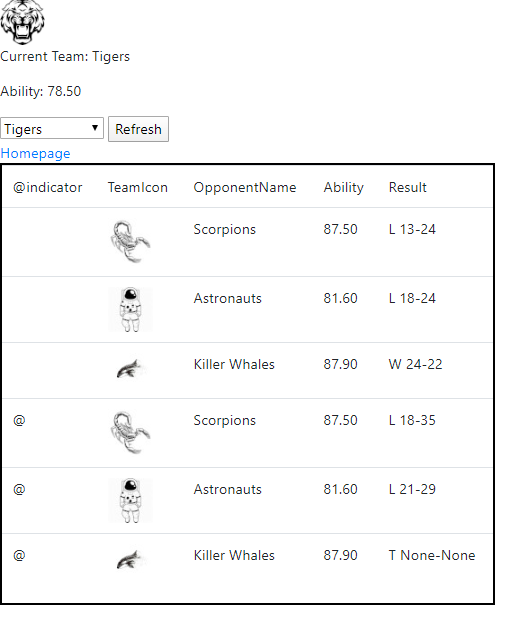 Current Team: Tigers
Ability: 78.50
Tigers Refresh
Homepage
@indicator TeamIcon OpponentName Ability Result
Scorpions 87.50 L 13-24
Astronauts 81.60 L 18-24
Killer Whales 87.90 W 24-22
@ Scorpions 87.50 L 18-35
@ Astronauts 81.60 L 21-29
@ Killer Whales 87.90 T None-None